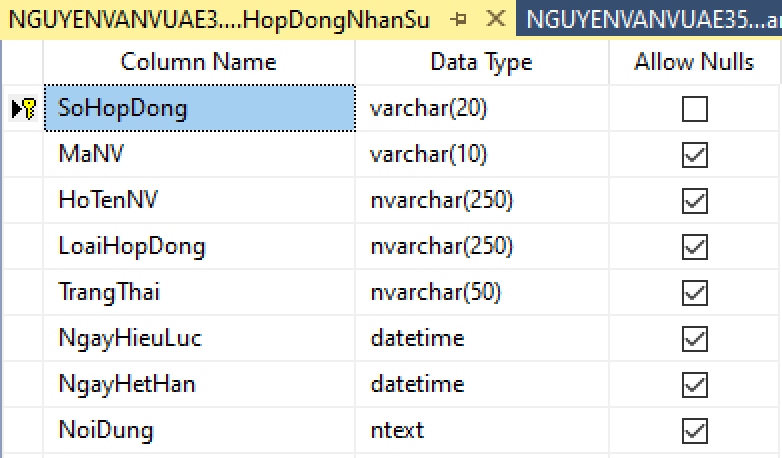 NGUYENVANVUAE3....HopDongNhanSu NGUYENVANVUAE35...a
Column Name Data Type Allow Nulls
SoHopDong varchar(20)
MaNV varchar(10)
HoTenNV nvarchar(250)
LoaiHopDong nvarchar(250)
TrangThai nvarchar(50)
NgayHieuLuc datetime
NgayHetHan datetime
NoiDung ntext